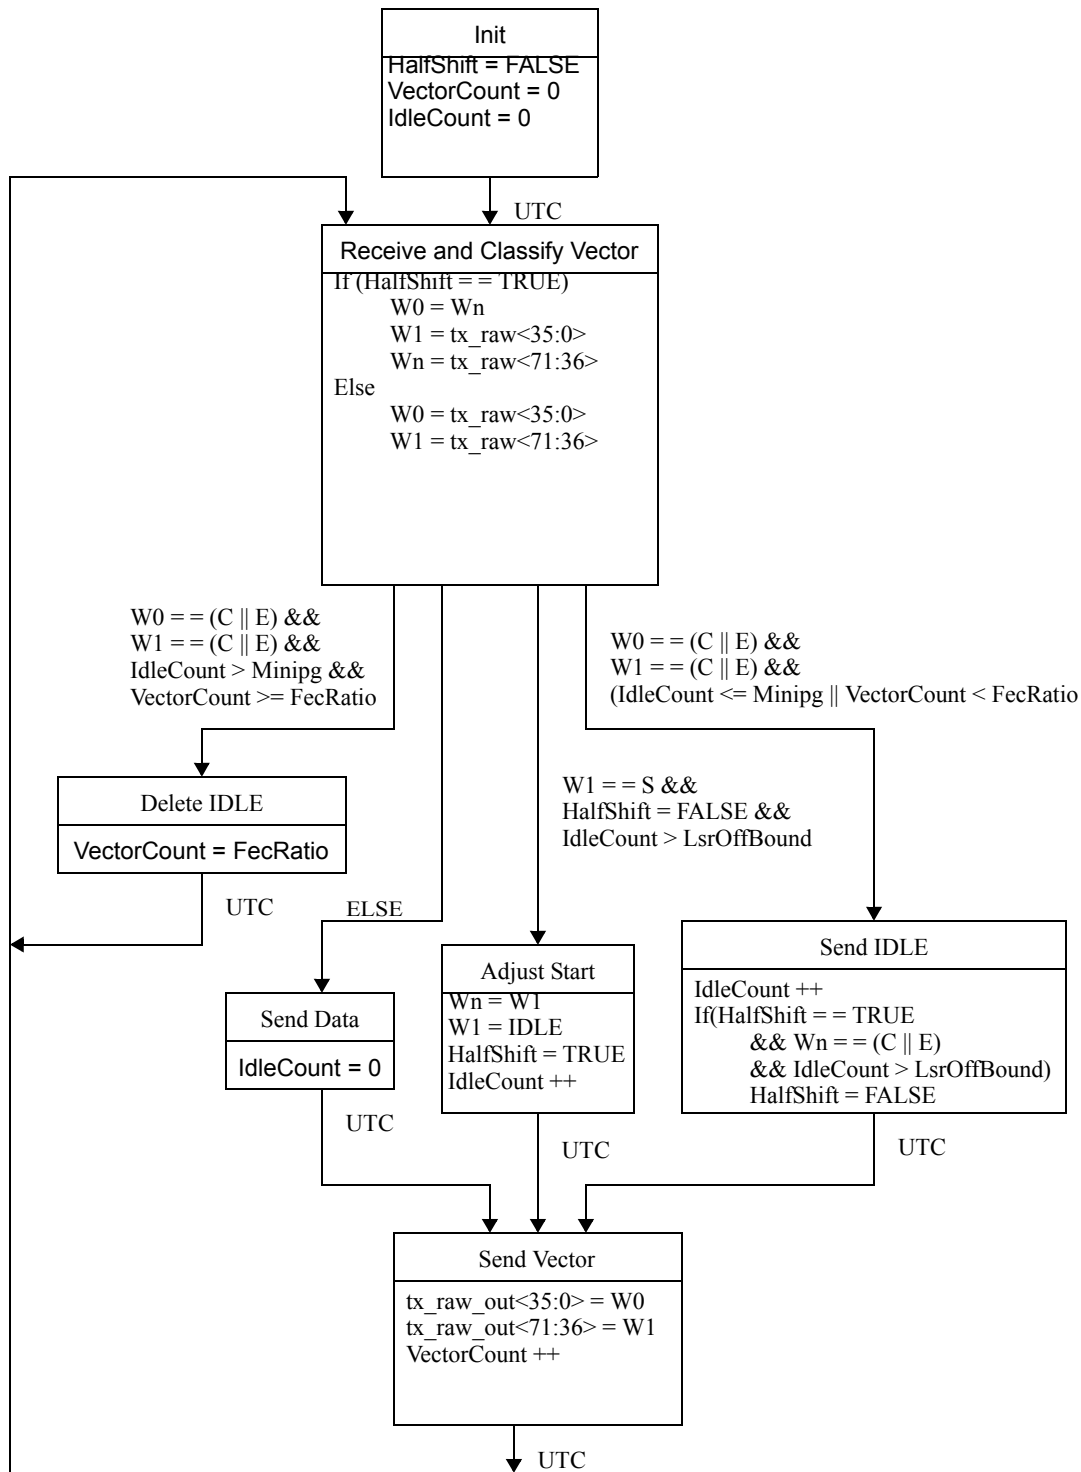 Init
HalfShift = FALSE
VectorCount = 0
IdleCount = 0
UTC
Receive and Classify Vector
If (HalfShift = = TRUE)
W0 = Wn
W1 = tx_raw<35:0>
Wn = tx_raw<71:36>
Else
W0 = tx_raw<35:0>
W1 = tx_raw<71:36>
W0 = = (C || E) &&
W1 = = (C || E) &&
IdleCount > Minipg &&
VectorCount >= FecRatio
W0 = = (C || E) &&
W1 = = (C || E) &&
(IdleCount <= Minipg || VectorCount < FecRatio
Delete IDLE
VectorCount = FecRatio
UTC
W1 = = S &&
HalfShift = FALSE &&
IdleCount > LsrOffBound
ELSE
Send Data
IdleCount = 0
UTC
Adjust Start
Wn = W1
W1 = IDLE
HalfShift = TRUE
IdleCount ++
UTC
Send IDLE
IdleCount ++
If(HalfShift = = TRUE
&& Wn = = (C || E)
&& IdleCount > LsrOffBound)
HalfShift = FALSE
UTC
Send Vector
tx_raw_out<35:0> = W0
tx_raw_out<71:36> = W1
VectorCount ++
UTC